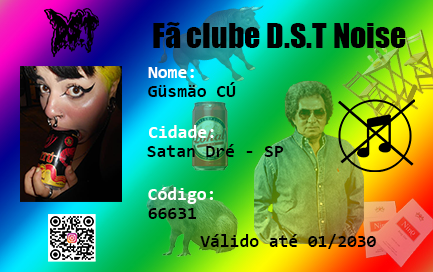 D.S.T
Fã clube D.S.T Noise
Nome:
Güsmão CÚ
Cidade:
Satan Dré - SP
Código:
66631
Válido até 01/2030